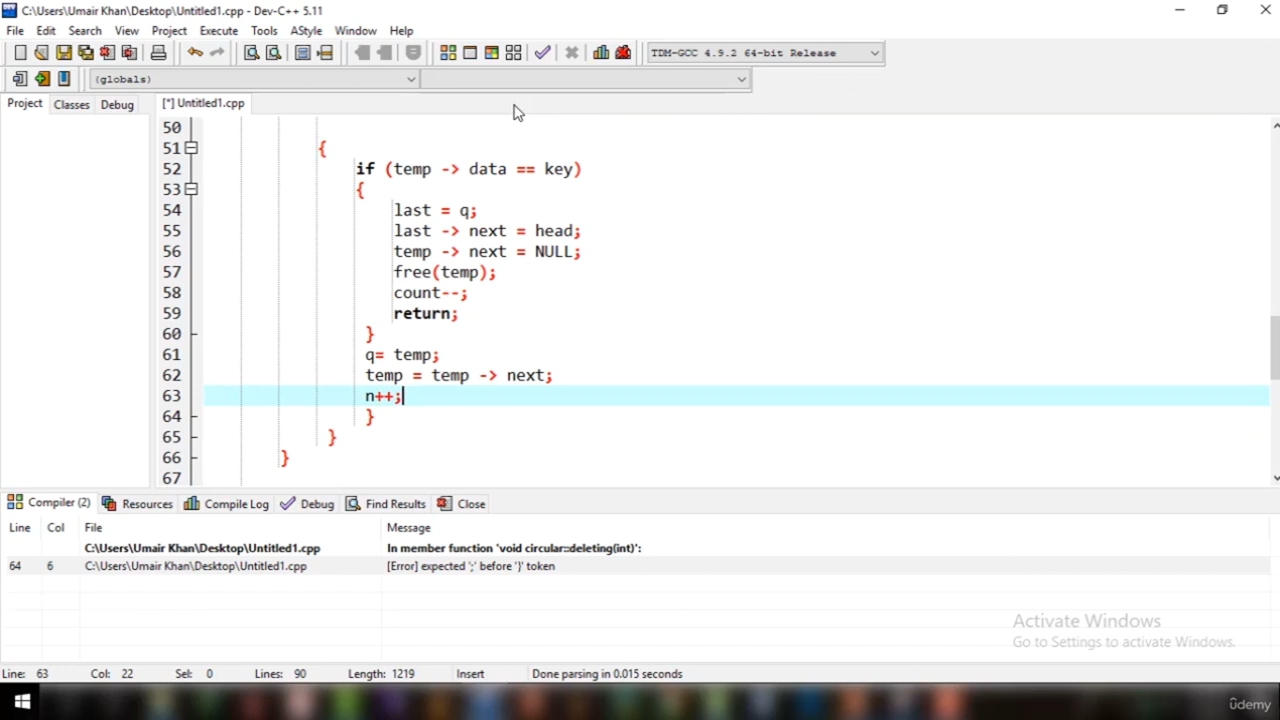 C:\Users\Umair Khan\Desktop\Untitled1.cpp - Dev-C++ 5.11
File Edit Search View Project Execute Tools AStyle Window Help
TDM-GCC 4.9.2 64-bit Release
(globals)
Project Classes Debug [*] Untitled1.cpp
50
51 {
52 if (temp -> data == key)
53 {
54 last = q;
55 last -> next = head;
56 temp -> next = NULL;
57 free(temp);
58 count--;
59 return;
60 }
61 q= temp;
62 temp = temp -> next;
63 n++;
64 }
65 }
66 }
67
Compiler (2) Resources Compile Log Debug Find Results Close
Line Col File Message
C:\Users\Umair Khan\Desktop\Untitled1.cpp In member function 'void circular::deleting(int)':
64 6 C:\Users\Umair Khan\Desktop\Untitled1.cpp [Error] expected ';' before '}' token
Activate Windows
Go to Settings to activate Windows.
Line: 63 Col: 22 Sel: 0 Lines: 90 Length: 1219 Insert Done parsing in 0.015 seconds
ûdemy